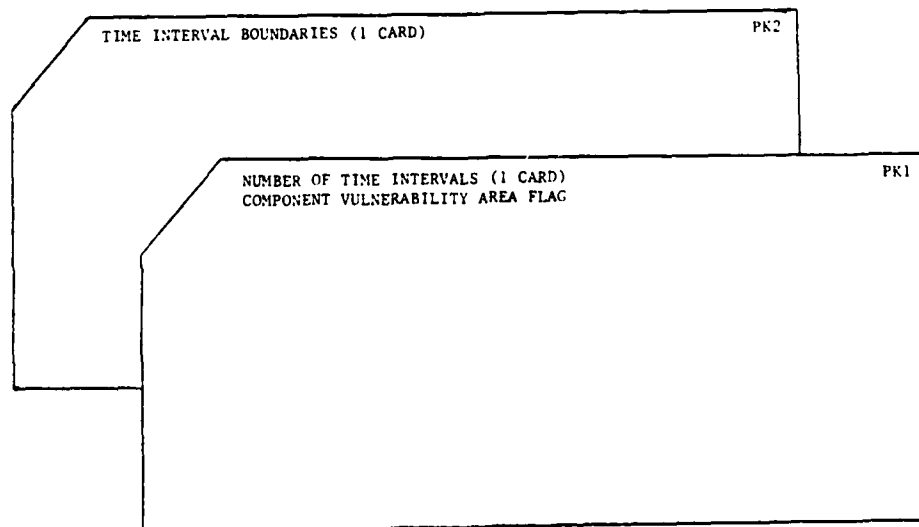 TIME INTERVAL BOUNDARIES (1 CARD) PK2
NUMBER OF TIME INTERVALS (1 CARD) PK1
COMPONENT VULNERABILITY AREA FLAG